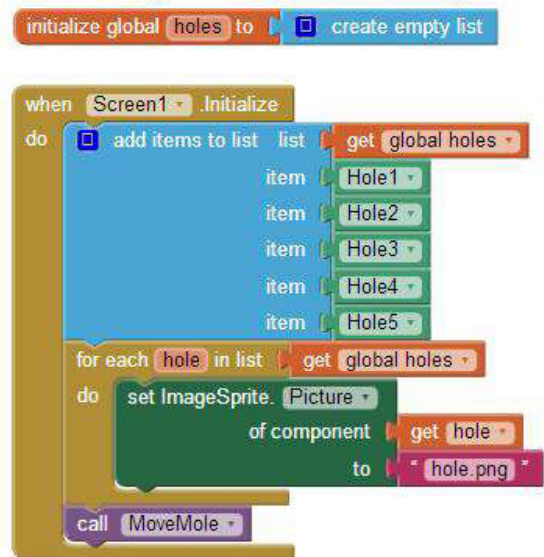 initialize global holes to create empty list
when Screen1 .Initialize
do add items to list list get global holes
item Hole1
item Hole2
item Hole3
item Hole4
item Hole5
for each hole in list get global holes
do set ImageSprite. Picture
of component get hole
to " hole.png "
call MoveMole